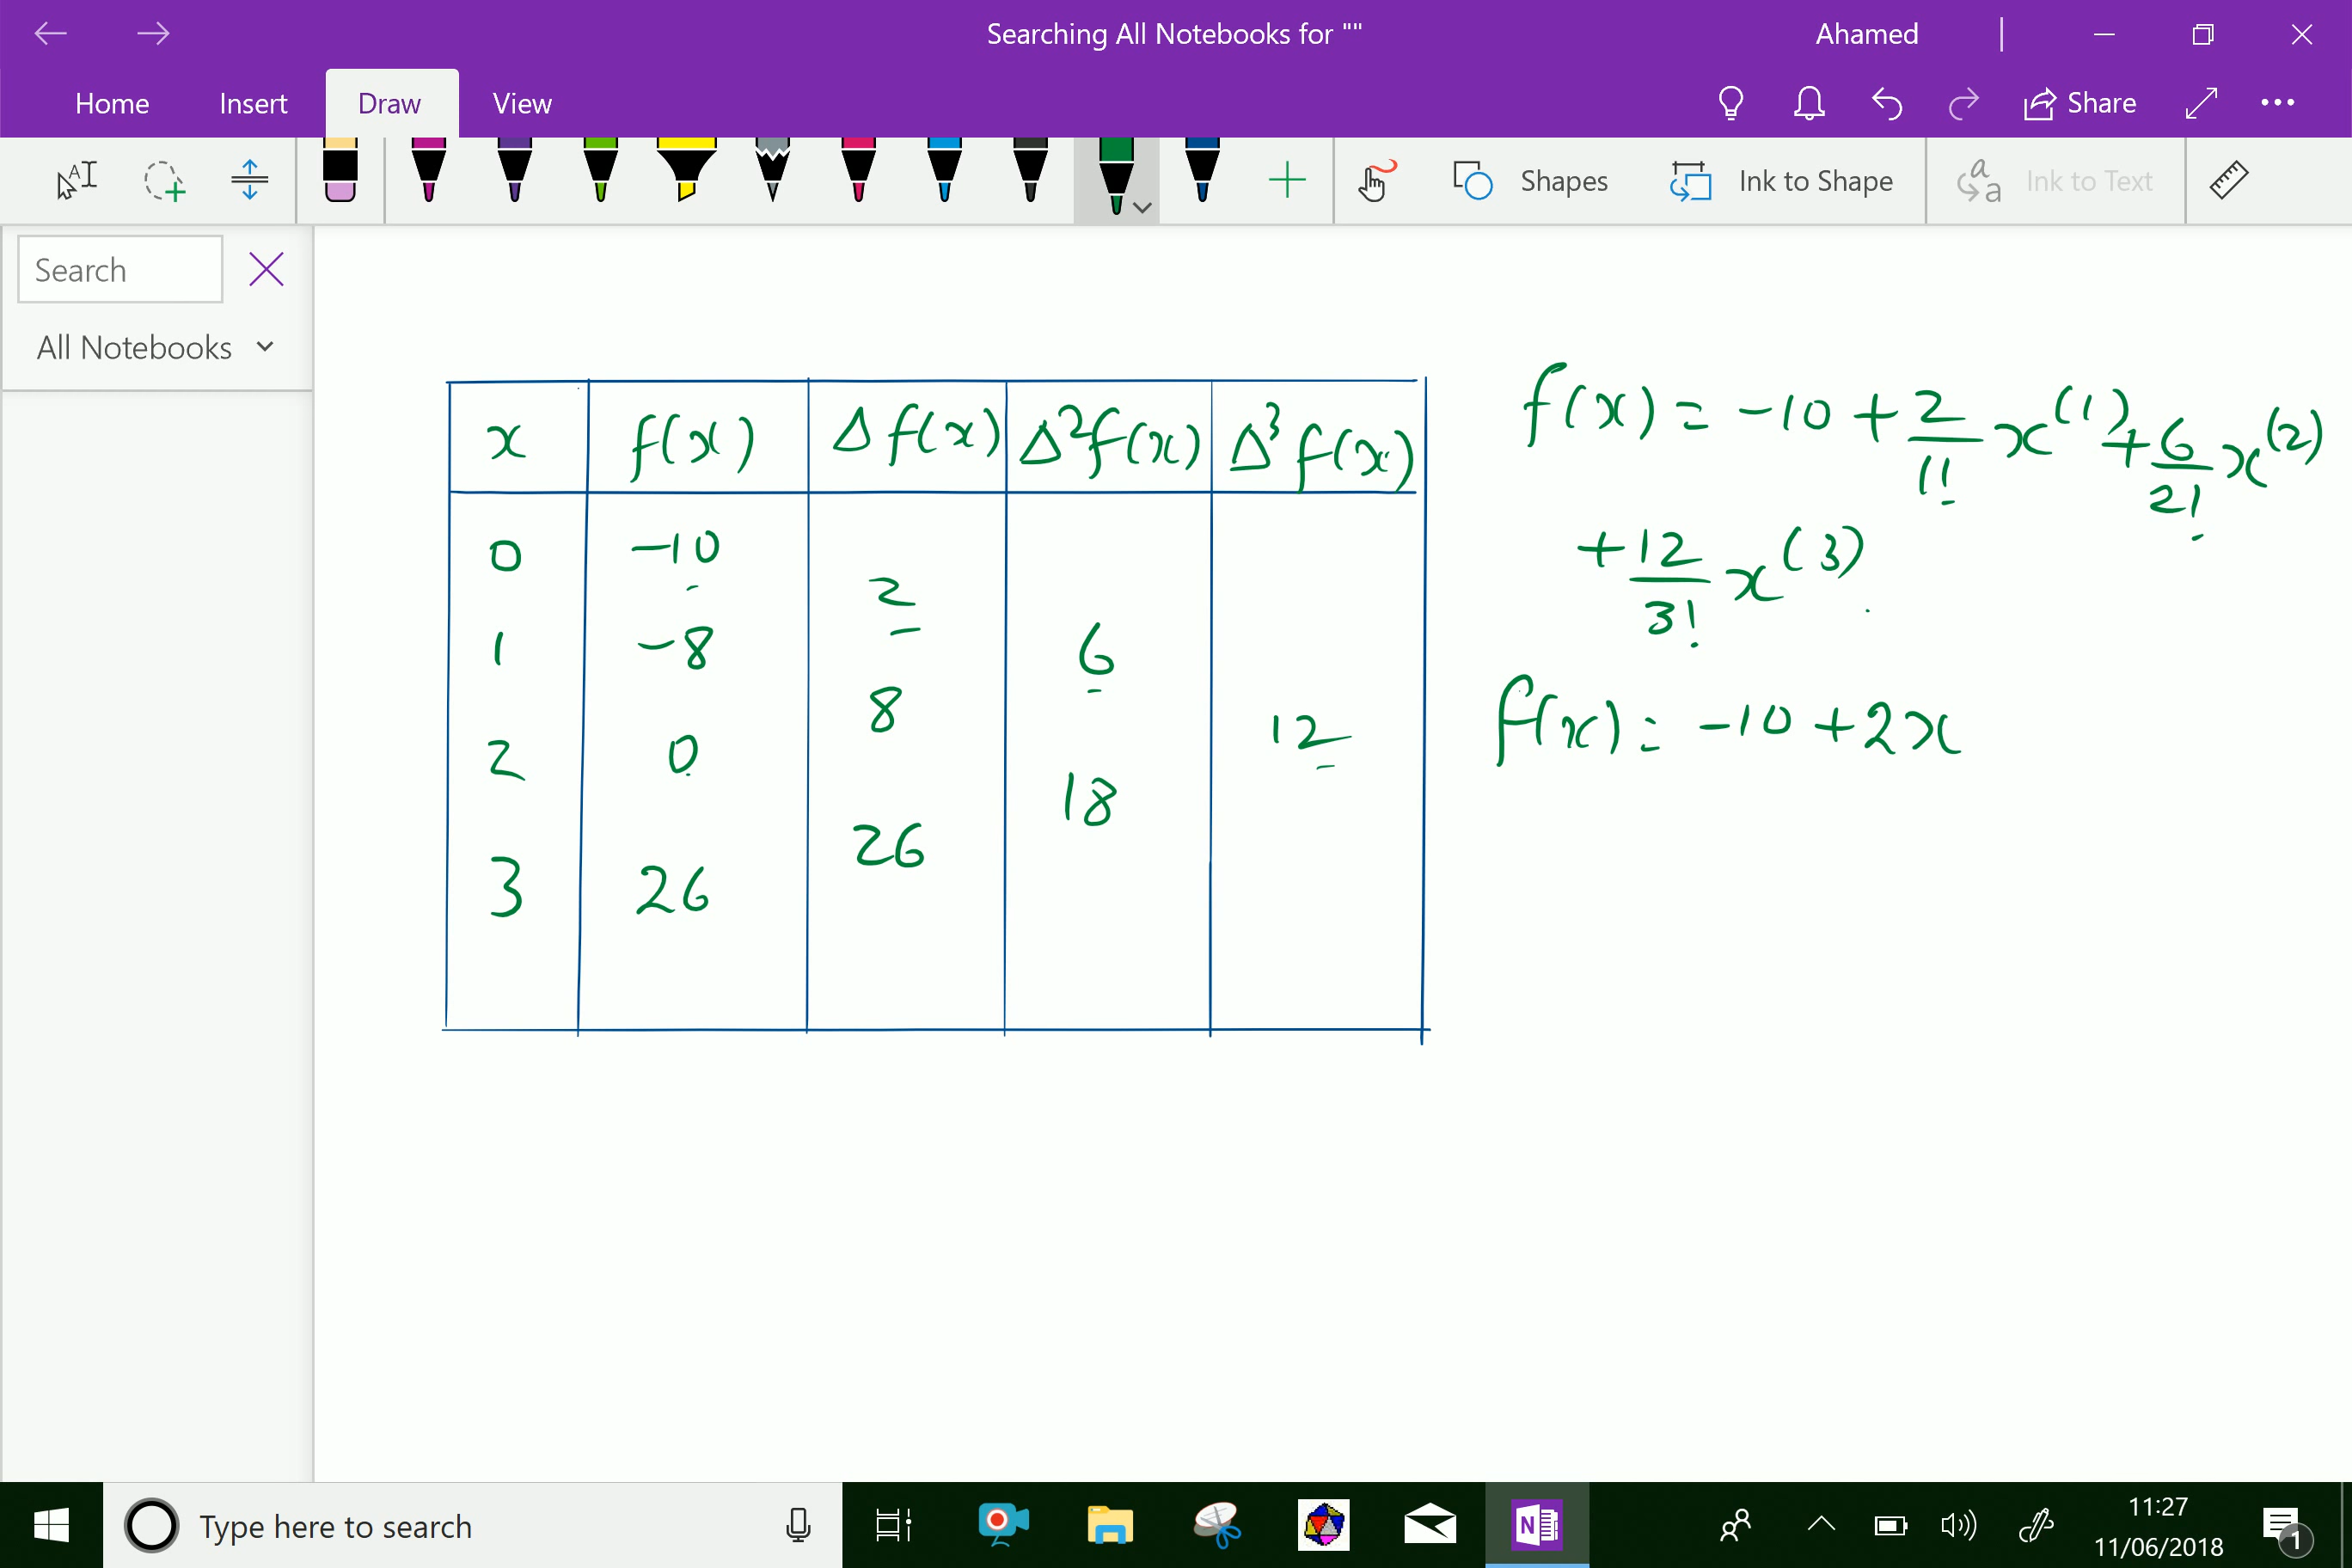 Searching All Notebooks for ""
Ahamed
Home Insert Draw View
Share
Shapes Ink to Shape Ink to Text
Search
All Notebooks
x f(x) Δf(x) Δ²f(x) Δ³f(x)
0 -10
2
1 -8 6
8
2 0 12
18
26
3 26
f(x) = -10 + 2/1! x^(1) + 6/2! x^(2)
+ 12/3! x^(3)
f(x) = -10 + 2x
Type here to search
N
11:27
11/06/2018
1